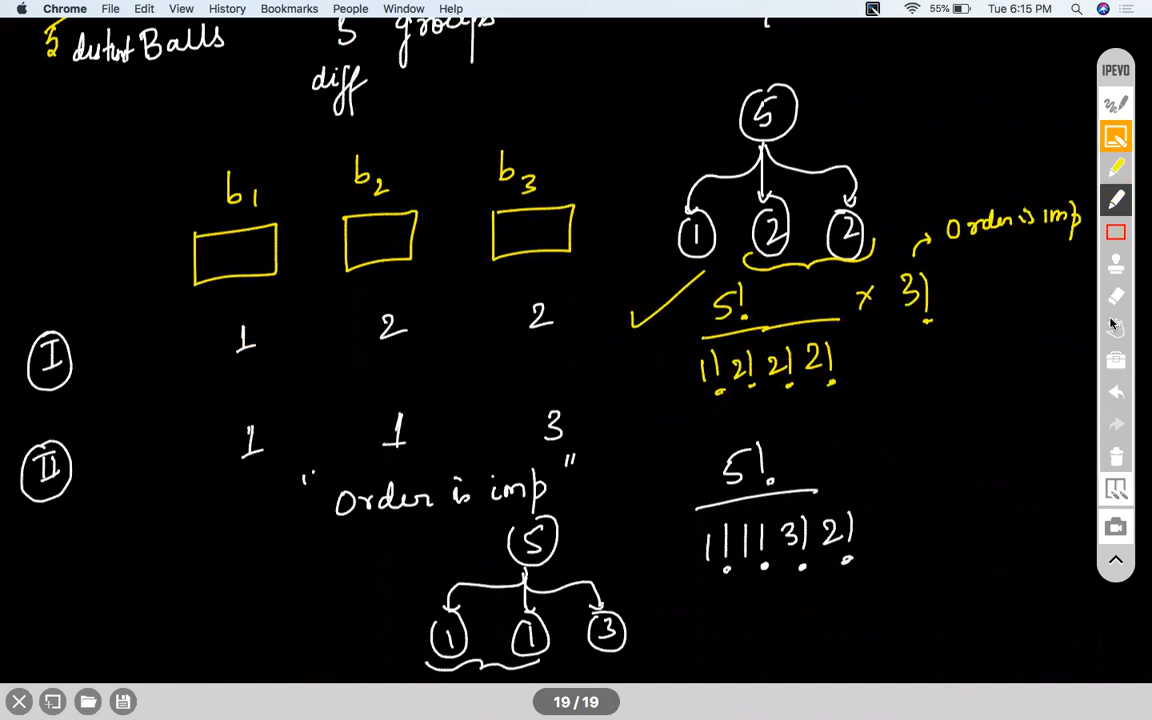 Chrome File Edit View History Bookmarks People Window Help 55% Tue 6:15 PM
5 distinct Balls
groups
diff
5
b1 b2 b3
1 2 2
Order is imp
5! × 3!
1! 2! 2! 2!
I 1 2 2
II 1 1 3
" Order is imp "
5!
1! 1! 3! 2!
5
1 1 3
IPEVO
19 / 19